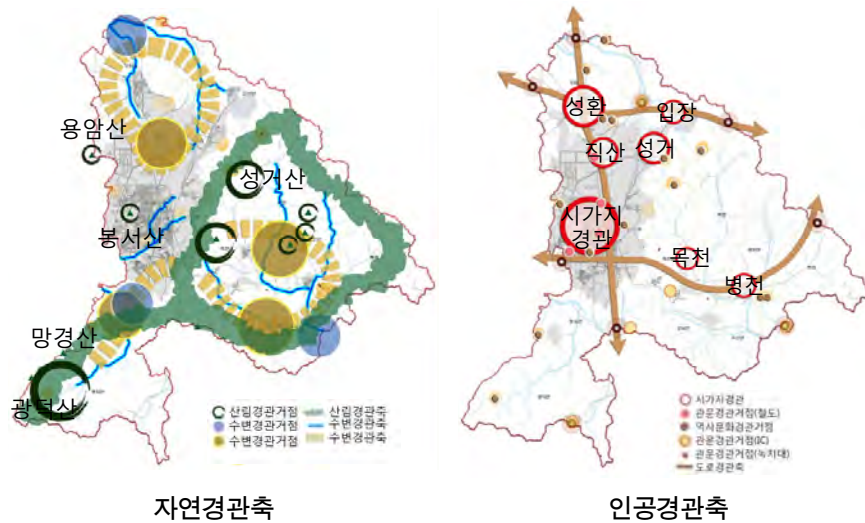 용암산
성거산
봉서산
망경산
광덕산
산림경관거점
수변경관거점
수변경관거점
산림경관축
수변경관축
수변경관축
자연경관축
성환
입장
직산
성거
시가지
경관
목천
병천
시가지경관
관문경관거점(철도)
역사문화경관거점
관문경관거점(IC)
관문경관거점(녹지대)
도로경관축
인공경관축